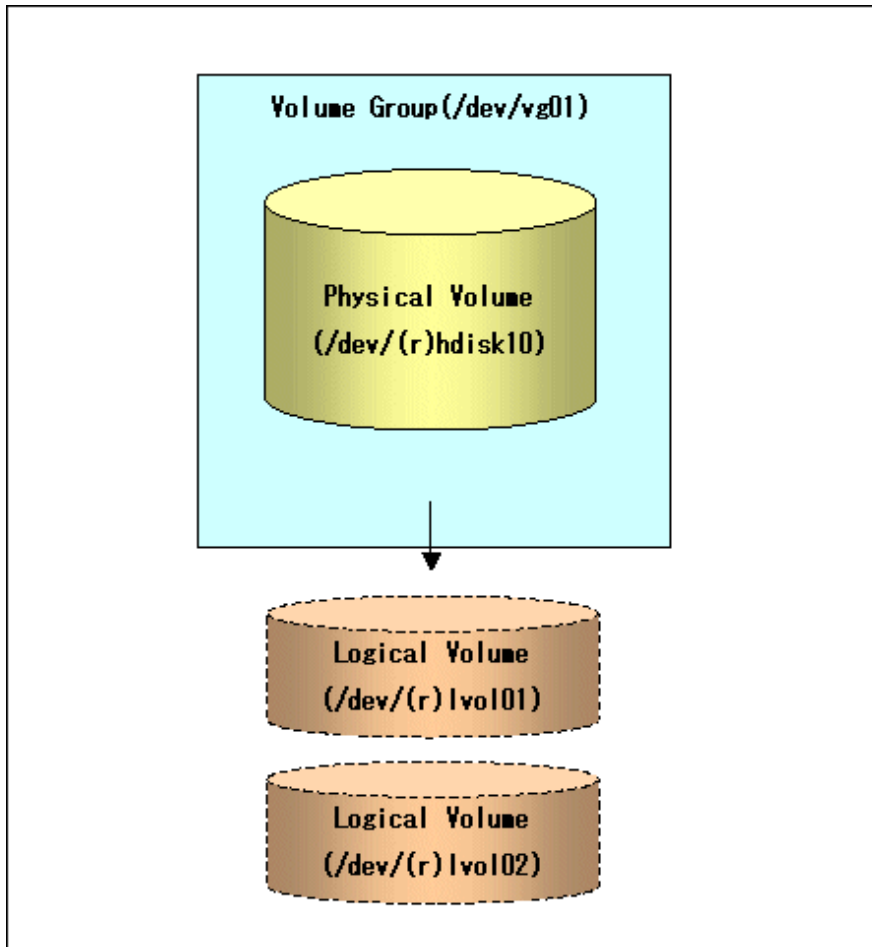 Volume Group(/dev/vg01)
Physical Volume
(/dev/(r)hdisk10)
Logical Volume
(/dev/(r)lvol01)
Logical Volume
(/dev/(r)lvol02)